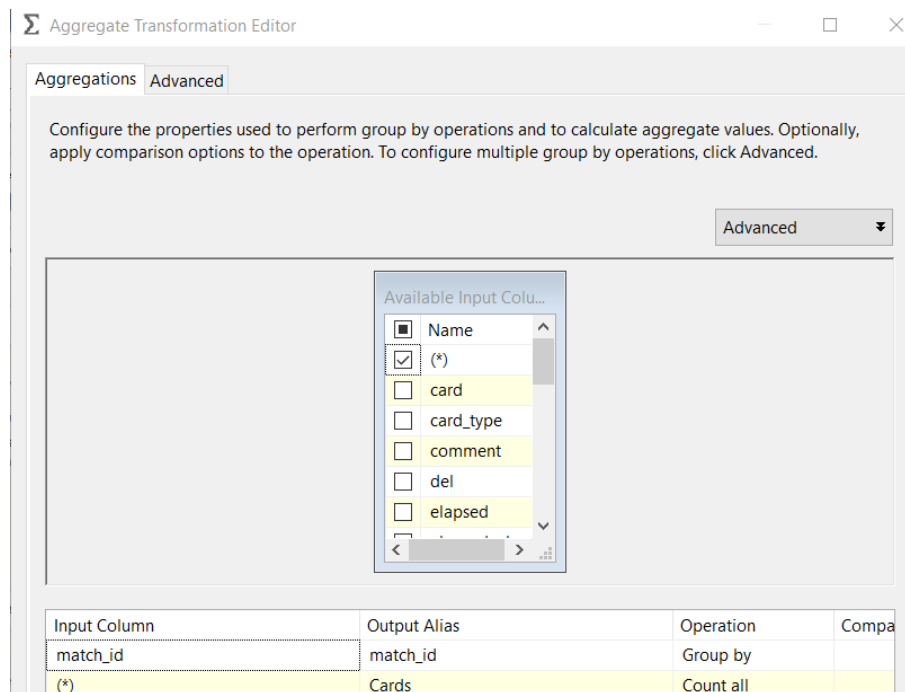 Σ Aggregate Transformation Editor
Aggregations Advanced
Configure the properties used to perform group by operations and to calculate aggregate values. Optionally,
apply comparison options to the operation. To configure multiple group by operations, click Advanced.
Advanced
Available Input Colu...
Name
(*)
card
card_type
comment
del
elapsed
Input Column Output Alias Operation Compa
match_id match_id Group by
(*) Cards Count all